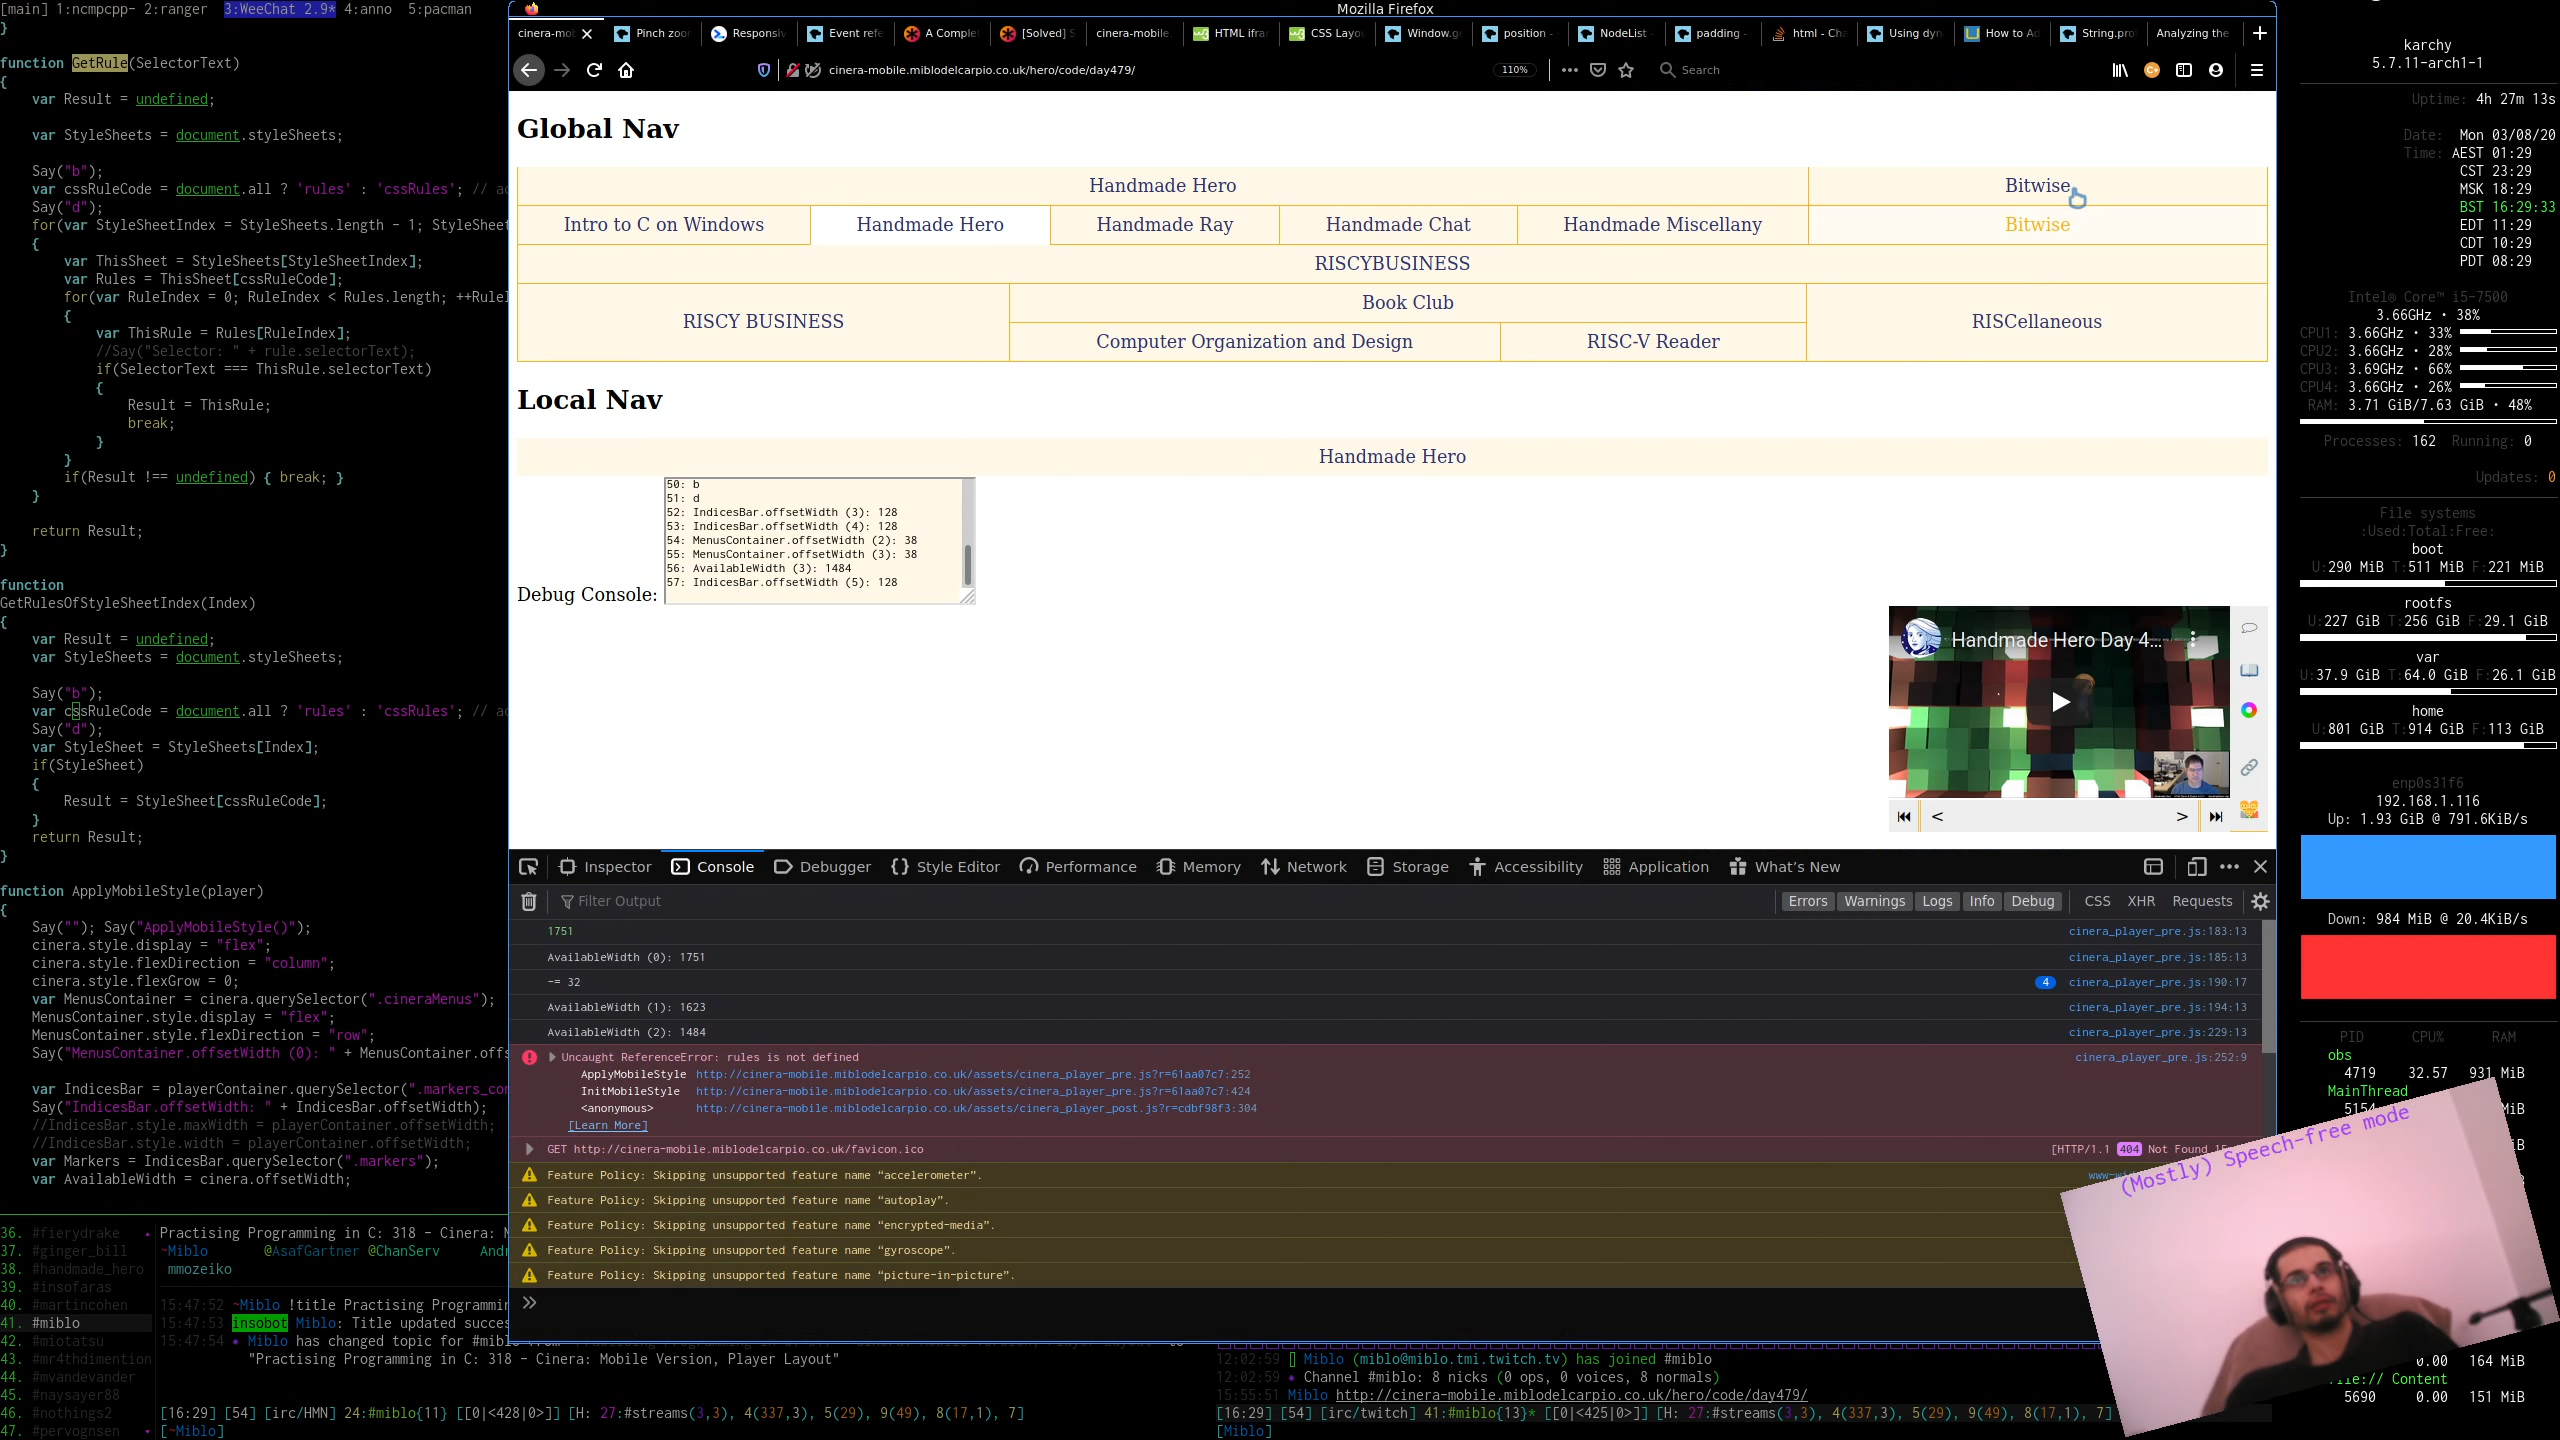 [main] 1:ncmpcpp- 2:ranger 3:WeeChat 2.9* 4:anno 5:pacman
}
function GetRule(SelectorText)
{
var Result = undefined;
var StyleSheets = document.styleSheets;
Say("b");
var cssRuleCode = document.all ? 'rules' : 'cssRules'; //
Say("d");
for(var StyleSheetIndex = StyleSheets.length - 1;
{
var ThisSheet = StyleSheets[StyleSheetIndex];
var Rules = ThisSheet[cssRuleCode];
for(var RuleIndex = 0; RuleIndex < Rules.length;
{
var ThisRule = Rules[RuleIndex];
//Say("Selector: " + rule.selectorText);
if(SelectorText === ThisRule.selectorText)
{
Result = ThisRule;
break;
}
}
if(Result !== undefined) { break; }
}
return Result;
}
function
GetRulesOfStyleSheetIndex(Index)
{
var Result = undefined;
var StyleSheets = document.styleSheets;
Say("b");
var cssRuleCode = document.all ? 'rules' : 'cssRules'; //
Say("d");
var StyleSheet = StyleSheets[Index];
if(StyleSheet)
{
Result = StyleSheet[cssRuleCode];
}
return Result;
}
function ApplyMobileStyle(player)
{
Say(""); Say("ApplyMobileStyle()");
cinera.style.display = "flex";
cinera.style.flexDirection = "column";
cinera.style.flexGrow = 0;
var MenusContainer = cinera.querySelector(".cineraMenus");
MenusContainer.style.display = "flex";
MenusContainer.style.flexDirection = "row";
Say("MenusContainer.offsetWidth (0): " +
var IndicesBar = playerContainer.querySelector(
Say("IndicesBar.offsetWidth: " + IndicesBar.offsetWidth);
//IndicesBar.style.maxWidth = playerContainer.offsetWidth;
//IndicesBar.style.width = playerContainer.offsetWidth;
var Markers = IndicesBar.querySelector(".markers");
var AvailableWidth = cinera.offsetWidth;
Mozilla Firefox
cinera-mo Pinch zoo Responsiv Event refe A Comple [Solved] cinera-mobile. HTML ifra CSS Layo Window.g position - NodeList - padding - html - Ch Using dyn How to Ad String.pro Analyzing the
cinera-mobile.miblodelcarpio.co.uk/hero/code/day479/ 110% Search
Global Nav
Handmade Hero Bitwise
Intro to C on Windows Handmade Hero Handmade Ray Handmade Chat Handmade Miscellany Bitwise
RISCYBUSINESS
RISCY BUSINESS Book Club RISCellaneous
Computer Organization and Design RISC-V Reader
Local Nav
Handmade Hero
50: b
51: d
52: IndicesBar.offsetWidth (3): 128
53: IndicesBar.offsetWidth (4): 128
54: MenusContainer.offsetWidth (2): 38
55: MenusContainer.offsetWidth (3): 38
56: AvailableWidth (3): 1484
57: IndicesBar.offsetWidth (5): 128
Debug Console:
Handmade Hero Day 4...
< >
Inspector Console Debugger Style Editor Performance Memory Network Storage Accessibility Application What's New
Filter Output Errors Warnings Logs Info Debug CSS XHR Requests
1751 cinera_player_pre.js:183:13
AvailableWidth (0): 1751 cinera_player_pre.js:185:13
-= 32 4 cinera_player_pre.js:190:17
AvailableWidth (1): 1623 cinera_player_pre.js:194:13
AvailableWidth (2): 1484 cinera_player_pre.js:229:13
Uncaught ReferenceError: rules is not defined cinera_player_pre.js:252:9
ApplyMobileStyle http://cinera-mobile.miblodelcarpio.co.uk/assets/cinera_player_pre.js?r=61aa07c7:252
InitMobileStyle http://cinera-mobile.miblodelcarpio.co.uk/assets/cinera_player_pre.js?r=61aa07c7:424
<anonymous> http://cinera-mobile.miblodelcarpio.co.uk/assets/cinera_player_post.js?r=cdbf98f3:304
[Learn More]
GET http://cinera-mobile.miblodelcarpio.co.uk/favicon.ico [HTTP/1.1 404 Not Found
Feature Policy: Skipping unsupported feature name “accelerometer”.
Feature Policy: Skipping unsupported feature name “autoplay”.
Feature Policy: Skipping unsupported feature name “encrypted-media”.
Feature Policy: Skipping unsupported feature name “gyroscope”.
Feature Policy: Skipping unsupported feature name “picture-in-picture”.
karchy
5.7.11-arch1-1
Uptime: 4h 27m 13s
Date: Mon 03/08/20
Time: AEST 01:29
CST 23:29
MSK 18:29
BST 16:29:33
EDT 11:29
CDT 10:29
PDT 08:29
Intel® Core™ i5-7500
3.66GHz • 38%
CPU1: 3.66GHz • 33%
CPU2: 3.66GHz • 28%
CPU3: 3.69GHz • 66%
CPU4: 3.66GHz • 26%
RAM: 3.71 GiB/7.63 GiB • 48%
Processes: 162 Running: 0
Updates: 0
File systems
:Used:Total:Free:
boot
U:290 MiB T:511 MiB F:221 MiB
rootfs
U:227 GiB T:256 GiB F:29.1 GiB
var
U:37.9 GiB T:64.0 GiB F:26.1 GiB
home
U:801 GiB T:914 GiB F:113 GiB
enp0s31f6
192.168.1.116
Up: 1.93 GiB @ 791.6KiB/s
Down: 984 MiB @ 20.4KiB/s
PID CPU% RAM
obs
4719 32.57 931 MiB
MainThread
5154 MiB
(Mostly) Speech-free mode
0.00 164 MiB
Content
5690 0.00 151 MiB
36. #fierydrake
37. #ginger_bill
38. #handmade_hero
39. #insofaras
40. #martincohen
41. #miblo
42. #miotatsu
43. #mr4thdimention
44. #mvandevander
45. #naysayer88
46. #nothings2
47. #pervognsen
Practising Programming in C: 318 – Cinera:
~Miblo @AsafGartner @ChanServ
mmozeiko
15:47:52 ~Miblo !title Practising
15:47:53 insobot Miblo: Title updated
15:47:54 Miblo has changed topic for
"Practising Programming in C: 318 – Cinera: Mobile Version, Player Layout"
[16:29] [54] [irc/HMN] 24:#miblo{11} [[0|<428|0>]] [H: 27:#streams(3,3), 4(337,3), 5(29), 9(49), 8(17,1), 7]
[~Miblo]
12:02:59 Miblo (miblo@miblo.tmi.twitch.tv) has joined #miblo
12:02:59 Channel #miblo: 8 nicks (0 ops, 0 voices, 8 normals)
15:55:51 Miblo http://cinera-mobile.miblodelcarpio.co.uk/hero/code/day479/
[16:29] [54] [irc/twitch] 41:#miblo{13}* [[0|<425|0>]] [H: 27:#streams(3,3), 4(337,3), 5(29), 9(49), 8(17,1), 7]
[Miblo]